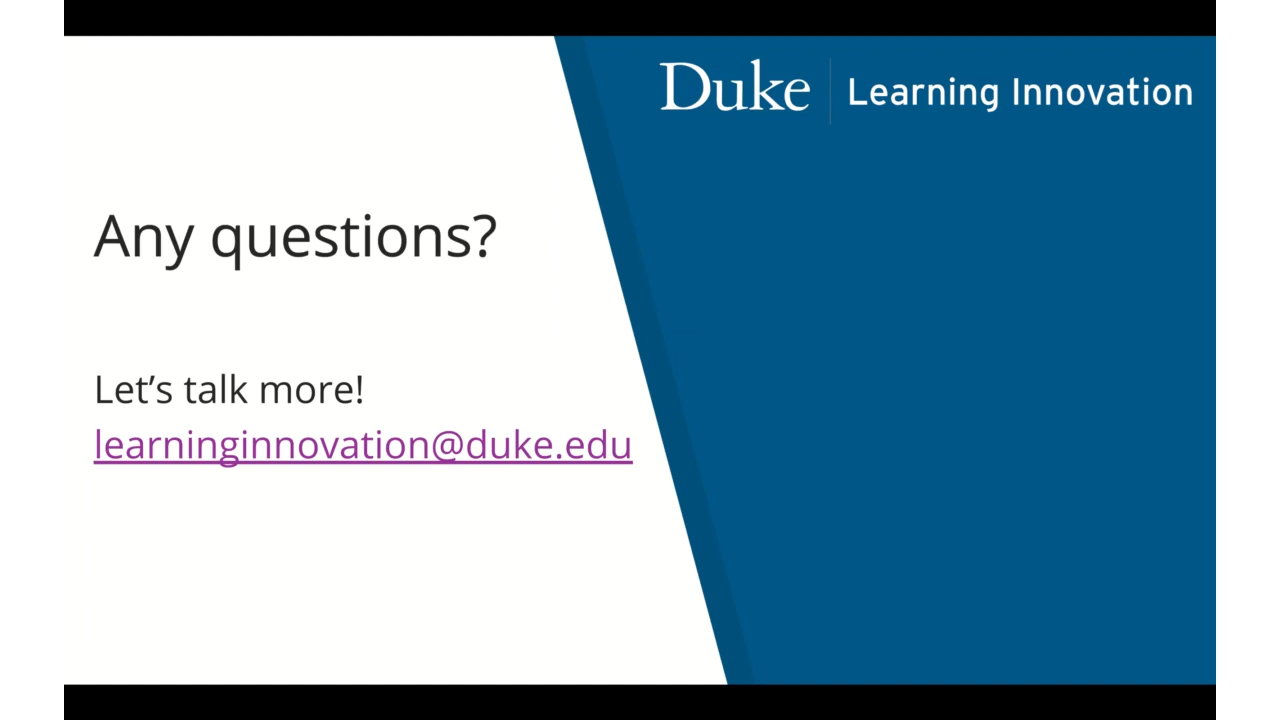 Duke | Learning Innovation
Any questions?
Let’s talk more!
learninginnovation@duke.edu